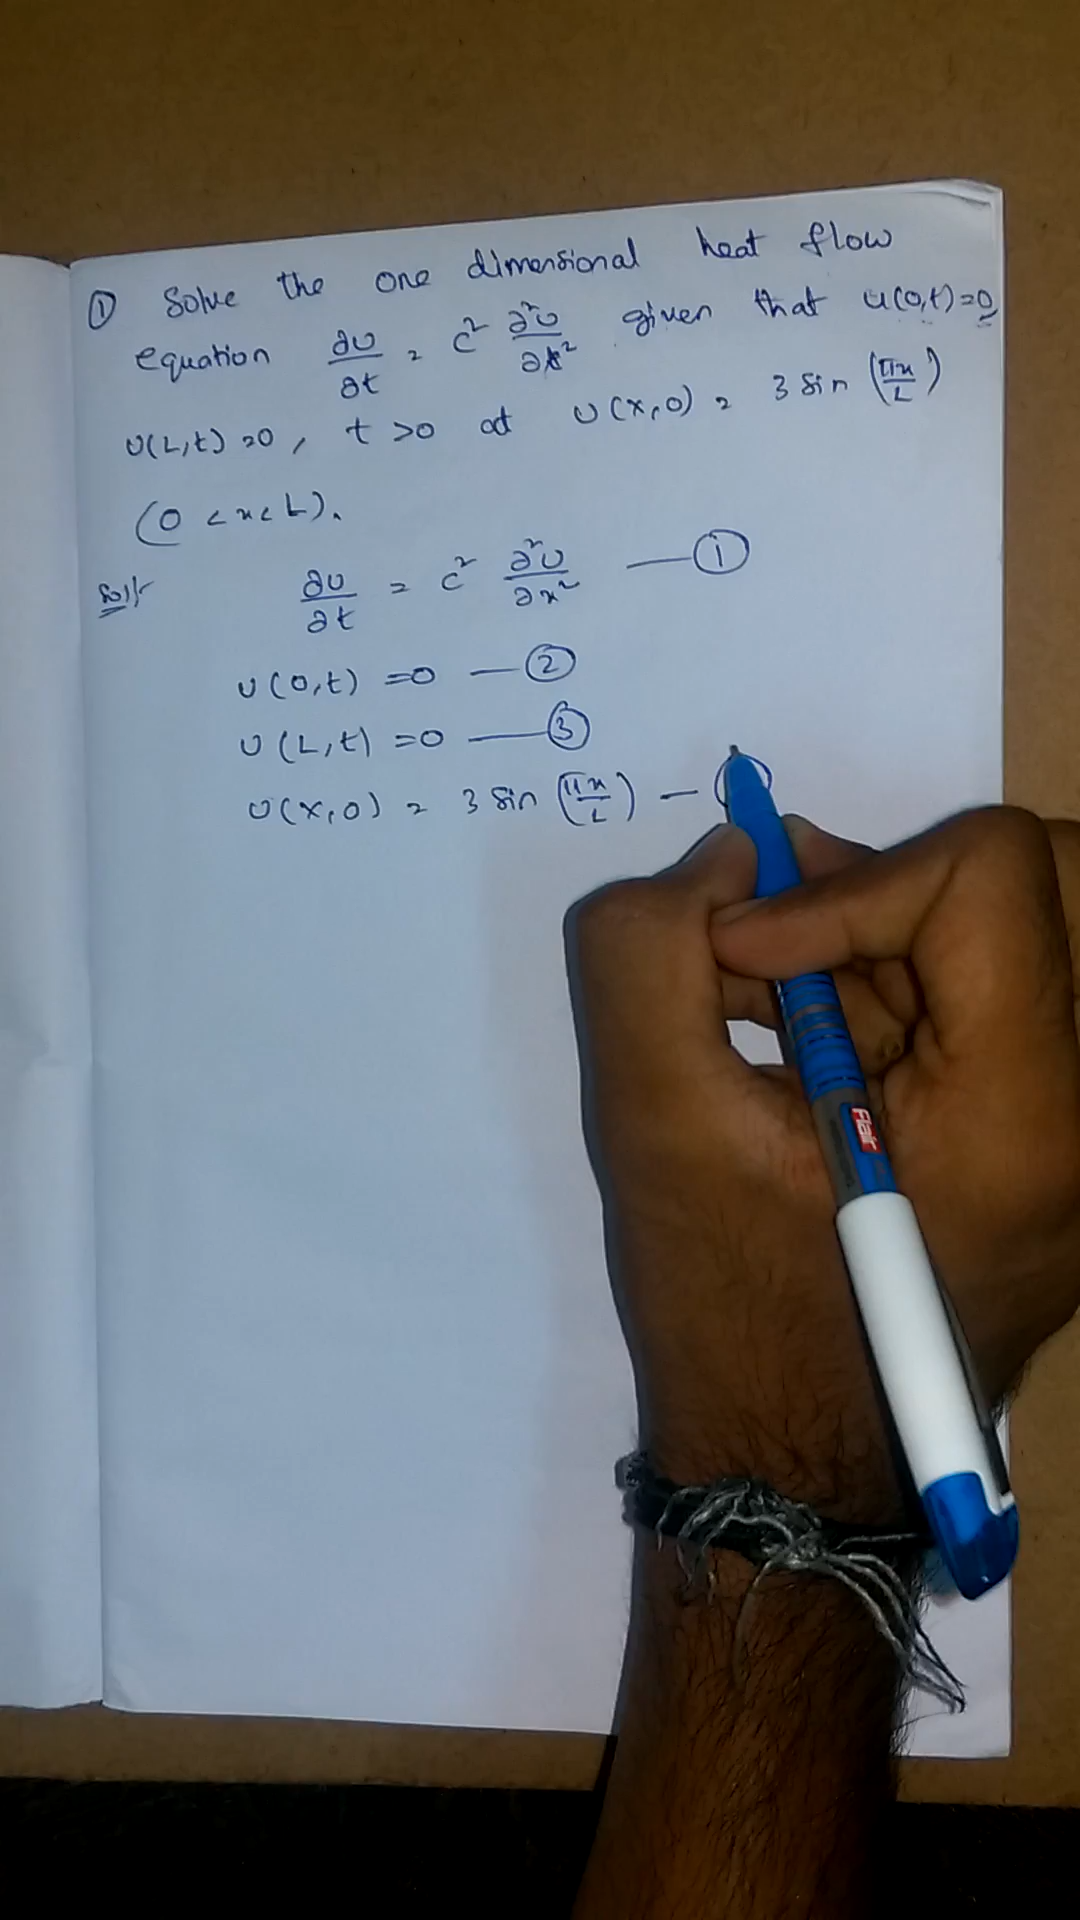 ① Solve the one dimensional heat flow
equation ∂u/∂t = c² ∂²u/∂x² given that u(0,t)=0
u(L,t)=0, t>0 at u(x,0) = 3 sin (πx/L)
(0<x<L).
Sol:- ∂u/∂t = c² ∂²u/∂x² —①
u(0,t) =0 —②
u(L,t) =0 —③
u(x,0) = 3 sin (πx/L) —
Flair